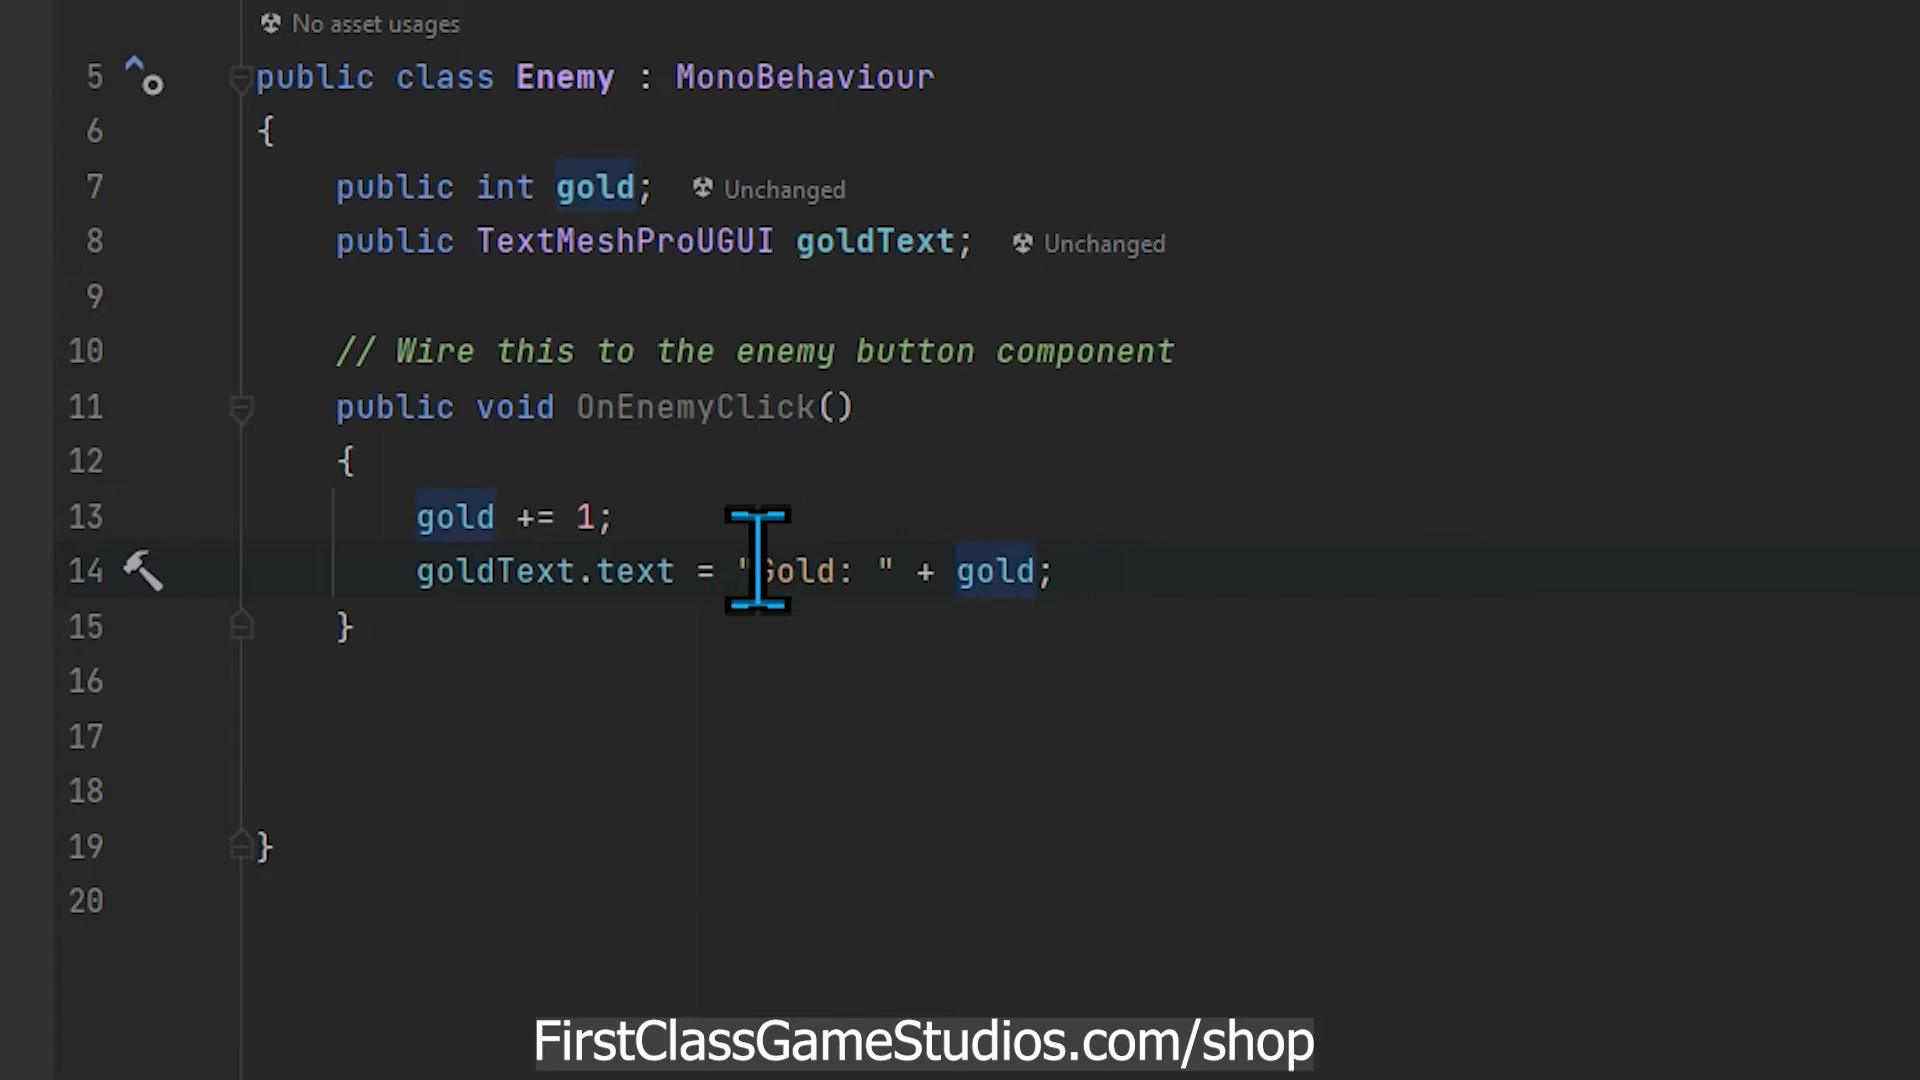 No asset usages
5 public class Enemy : MonoBehaviour
6 {
7 public int gold; Unchanged
8 public TextMeshProUGUI goldText; Unchanged
9
10 // Wire this to the enemy button component
11 public void OnEnemyClick()
12 {
13 gold += 1;
14 goldText.text = "Gold: " + gold;
15 }
16
17
18
19 }
20
FirstClassGameStudios.com/shop